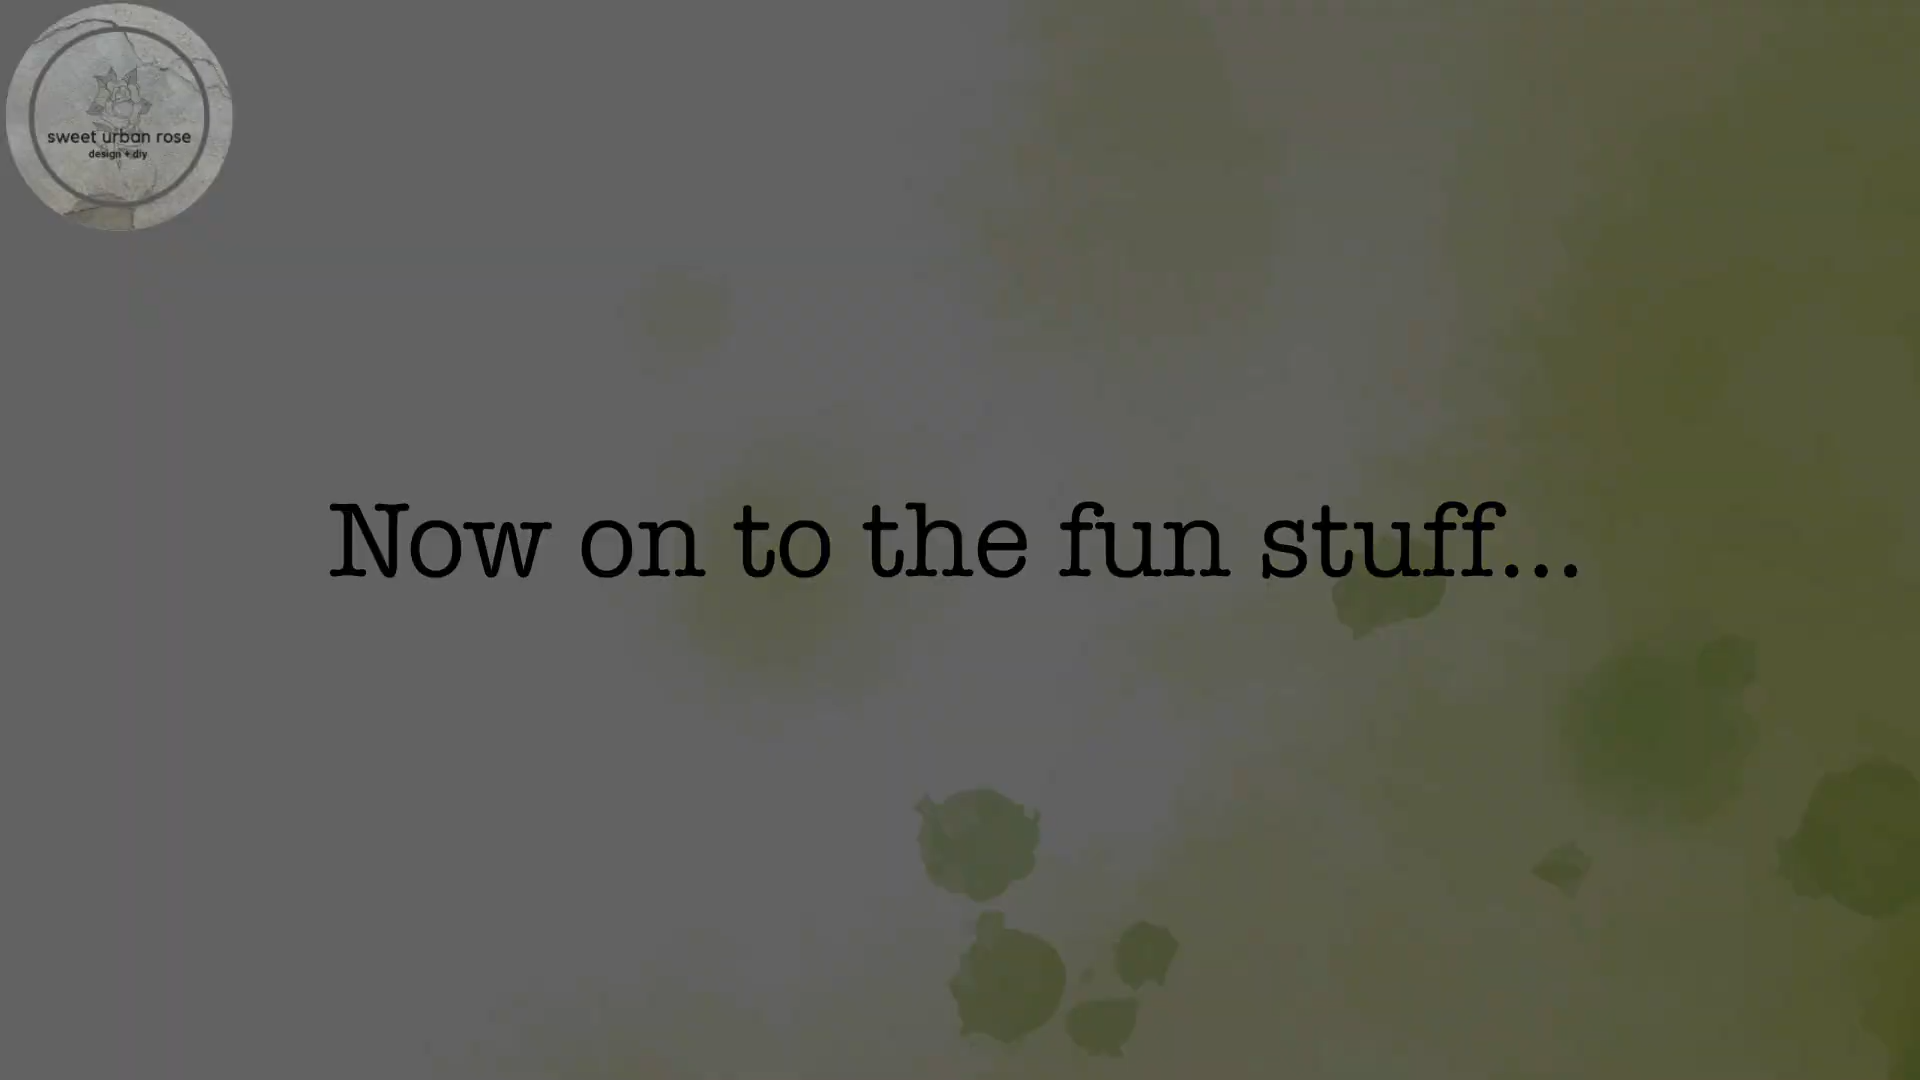 sweet urban rose
design + diy
Now on to the fun stuff...